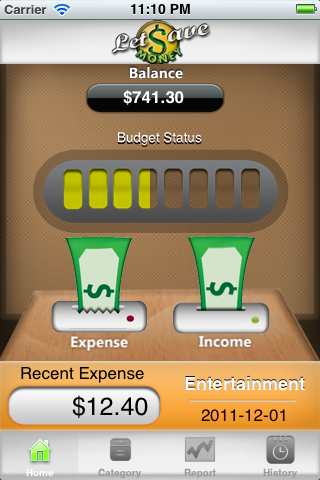 Carrier 11:10 PM
Let $ave
MONEY
Balance
$741.30
Budget Status
$ $
Expense Income
Recent Expense
$12.40
Entertainment
2011-12-01
Home Category Report History